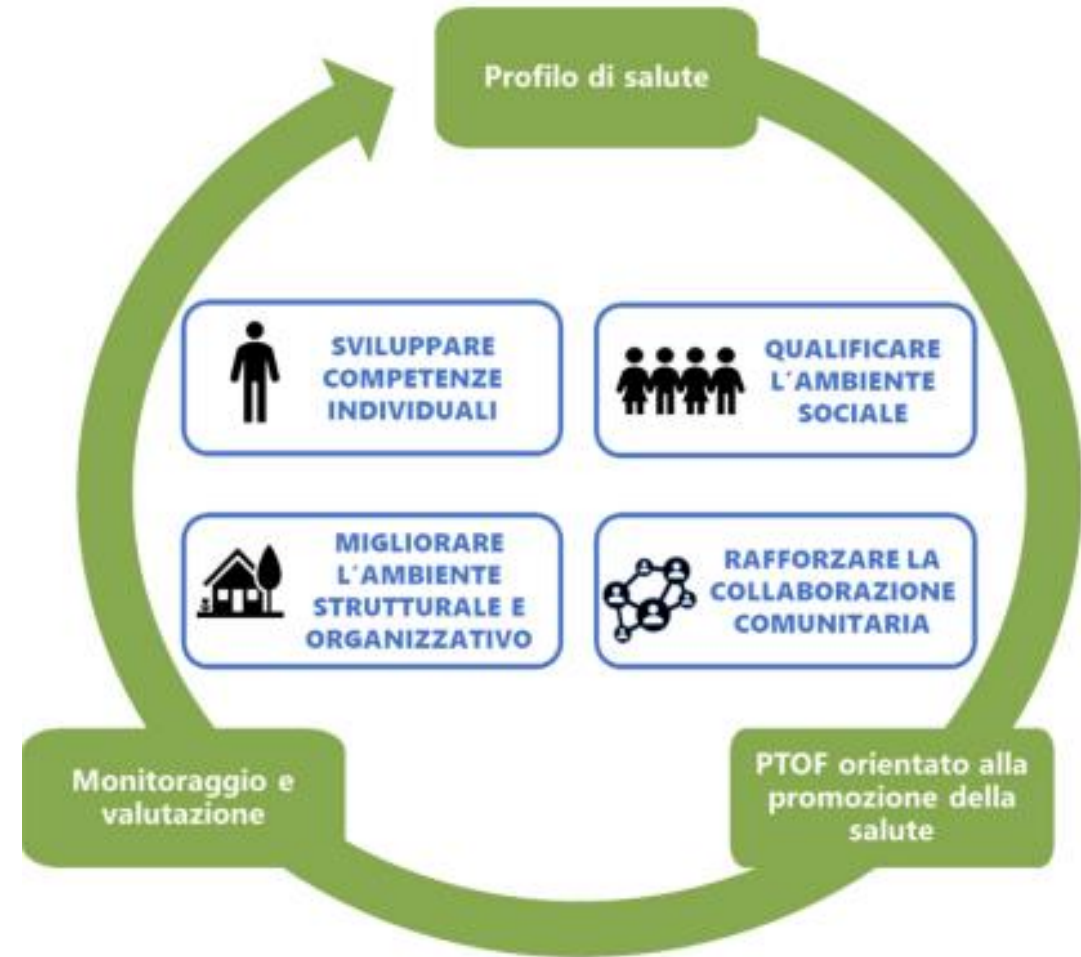 Profilo di salute
SVILUPPARE
COMPETENZE
INDIVIDUALI
QUALIFICARE
L´AMBIENTE
SOCIALE
MIGLIORARE
L´AMBIENTE
STRUTTURALE E
ORGANIZZATIVO
RAFFORZARE LA
COLLABORAZIONE
COMUNITARIA
Monitoraggio e
valutazione
PTOF orientato alla
promozione della
salute